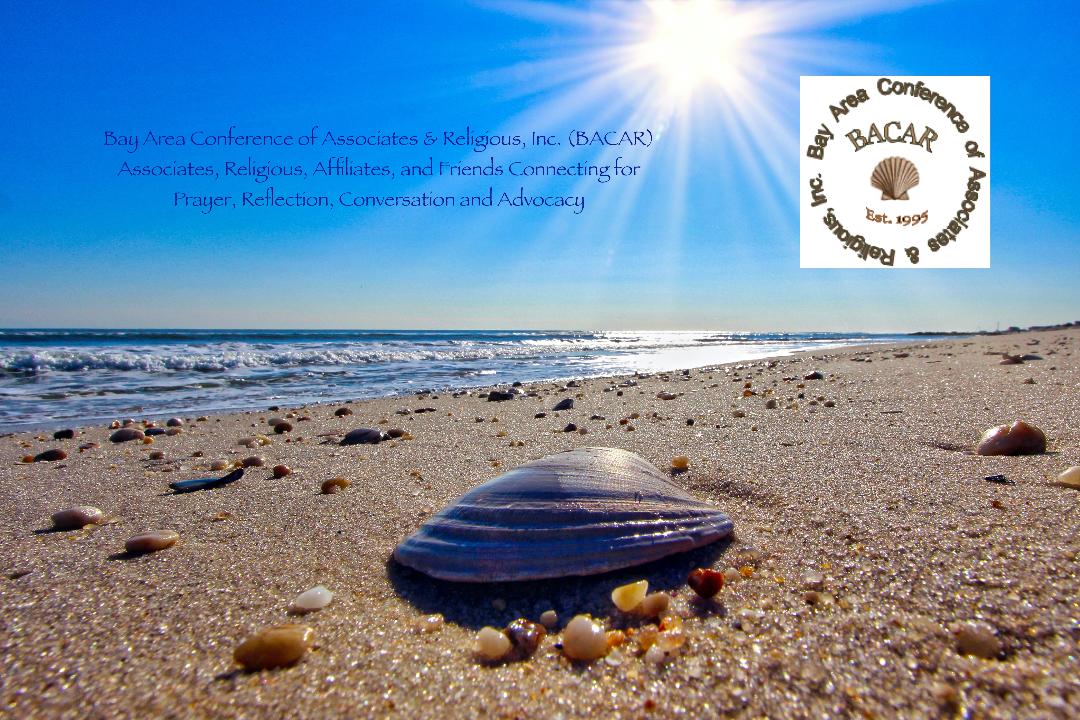 Bay Area Conference of Associates & Religious, Inc. (BACAR)
Associates, Religious, Affiliates, and Friends Connecting for
Prayer, Reflection, Conversation and Advocacy
Bay Area Conference of Associates & Religious, Inc.
BACAR
Est. 1995